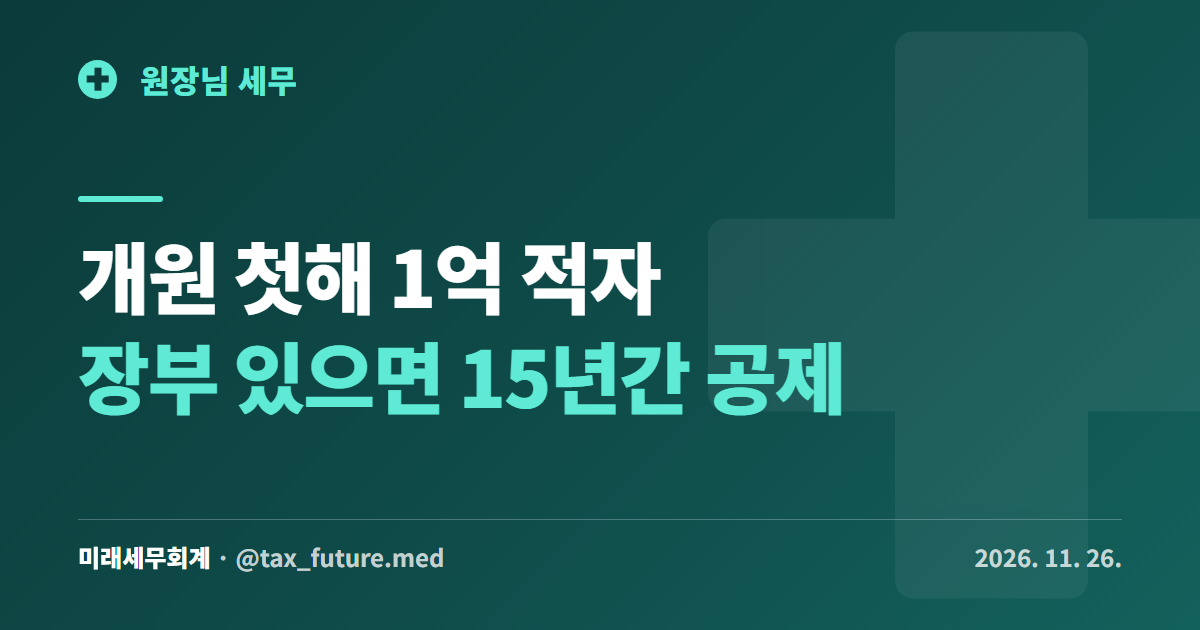 원장님 세무
개원 첫해 1억 적자
장부 있으면 15년간 공제
미래세무회계 · @tax_future.med
2026. 11. 26.